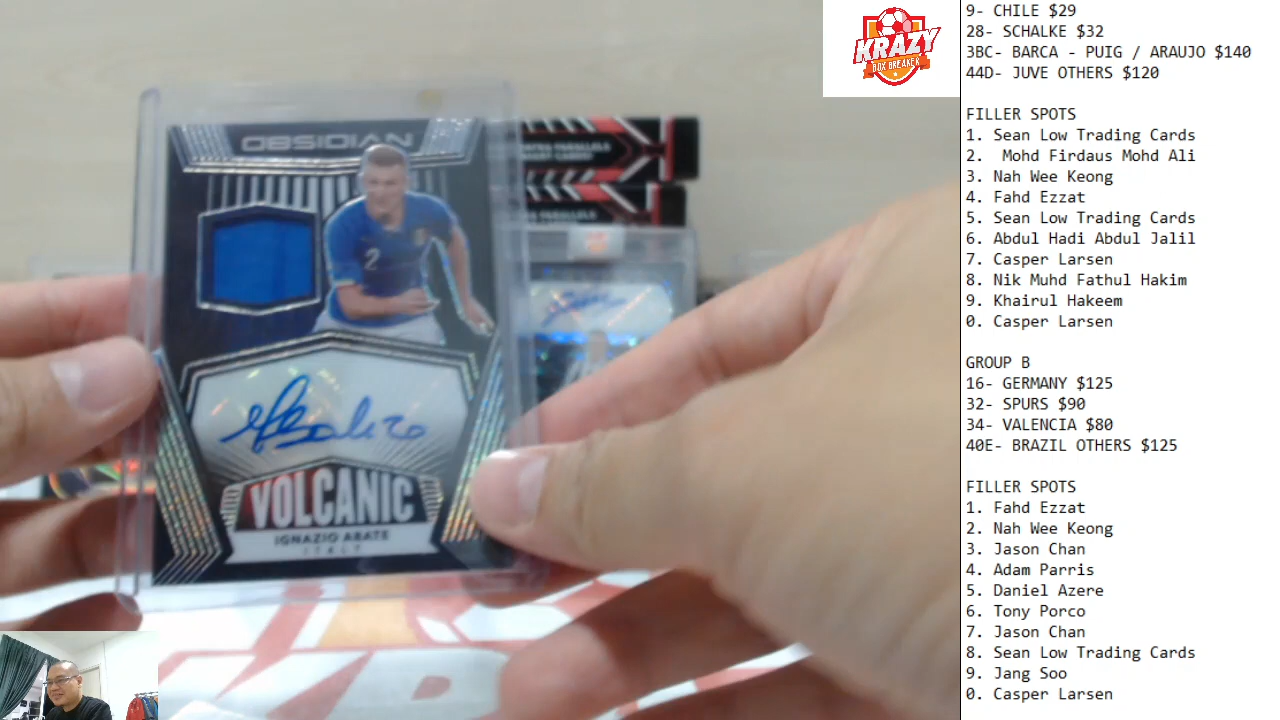 OBSIDIAN
2
VOLCANIC
IGNAZIO ABATE
ITALY
PARALLELS
PARALLELS
KRAZY
BOX BREAKER
9- CHILE $29
28- SCHALKE $32
3BC- BARCA - PUIG / ARAUJO $140
44D- JUVE OTHERS $120
FILLER SPOTS
1. Sean Low Trading Cards
2.  Mohd Firdaus Mohd Ali
3. Nah Wee Keong
4. Fahd Ezzat
5. Sean Low Trading Cards
6. Abdul Hadi Abdul Jalil
7. Casper Larsen
8. Nik Muhd Fathul Hakim
9. Khairul Hakeem
0. Casper Larsen
GROUP B
16- GERMANY $125
32- SPURS $90
34- VALENCIA $80
40E- BRAZIL OTHERS $125
FILLER SPOTS
1. Fahd Ezzat
2. Nah Wee Keong
3. Jason Chan
4. Adam Parris
5. Daniel Azere
6. Tony Porco
7. Jason Chan
8. Sean Low Trading Cards
9. Jang Soo
0. Casper Larsen